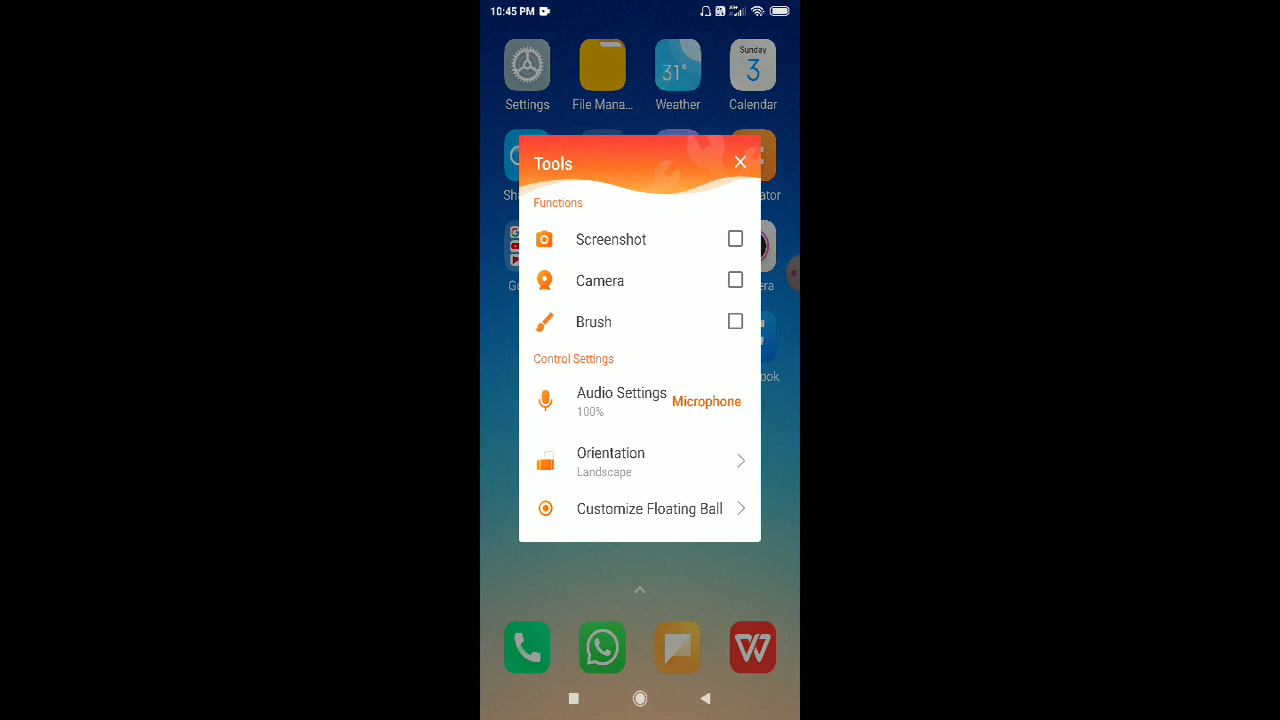 10:45 PM
Settings
File Mana...
Weather
31°
Calendar
Sunday
3
Tools
Functions
Screenshot
Camera
Brush
Control Settings
Audio Settings
100%
Microphone
Orientation
Landscape
Customize Floating Ball